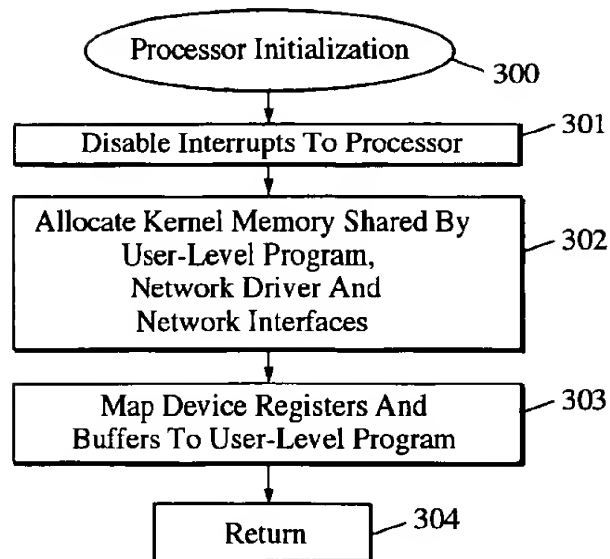 Processor Initialization
300
Disable Interrupts To Processor
301
Allocate Kernel Memory Shared By
User-Level Program,
Network Driver And
Network Interfaces
302
Map Device Registers And
Buffers To User-Level Program
303
Return
304